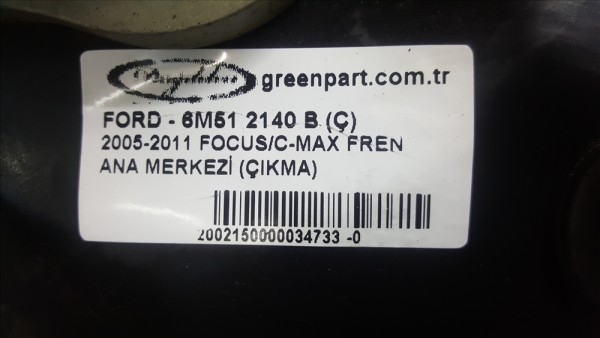 greenpart.com.tr
FORD - 6M51 2140 B (Ç)
2005-2011 FOCUS/C-MAX FREN
ANA MERKEZİ (ÇIKMA)
2002150000034733 -0